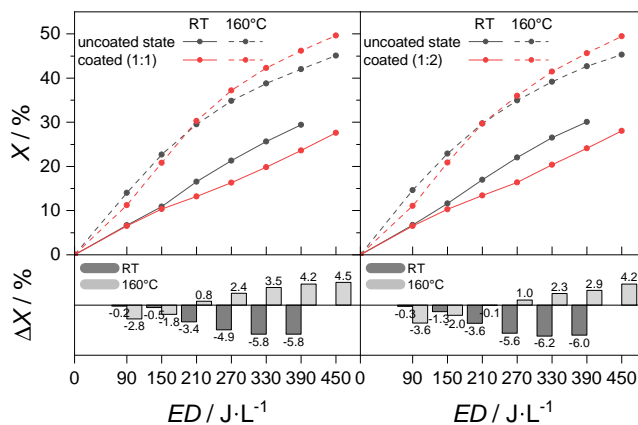 RT 160°C
uncoated state
coated (1:1)
RT 160°C
uncoated state
coated (1:2)
X / %
50
40
30
20
10
0
ΔX / %
RT
160°C
-0.2
-2.8
-0.5
-1.8
-3.4
0.8
-4.9
2.4
-5.8
3.5
-5.8
4.2
4.5
RT
160°C
-0.3
-3.6
-1.3
-2.0
-3.6
-0.1
-5.6
1.0
-6.2
2.3
-6.0
2.9
4.2
0 90 150 210 270 330 390 450
0 90 150 210 270 330 390 450
ED / J·L⁻¹
ED / J·L⁻¹